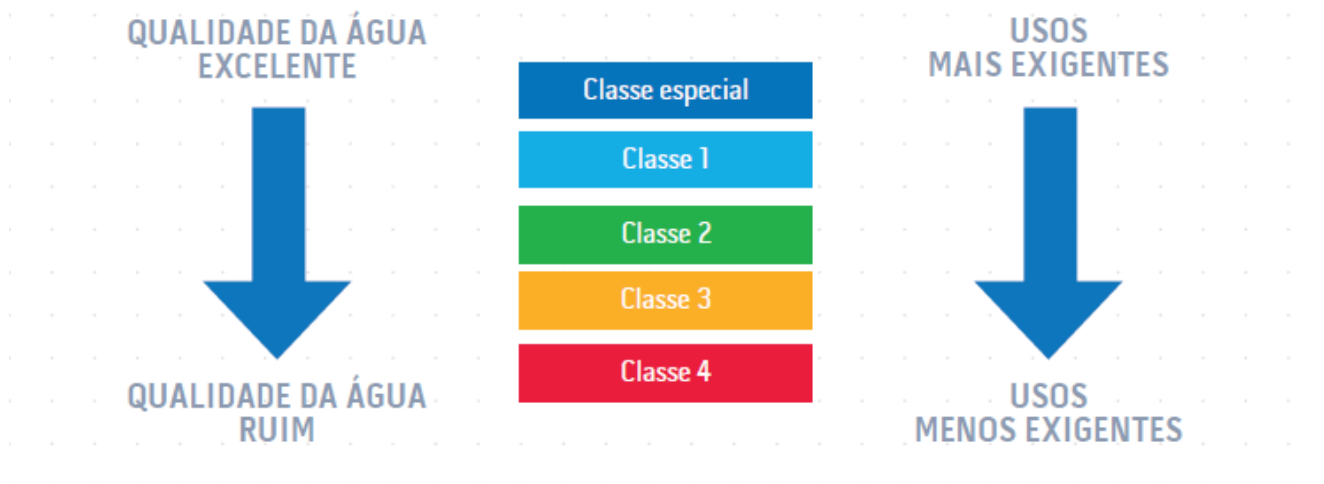 QUALIDADE DA ÁGUA
EXCELENTE
USOS
MAIS EXIGENTES
Classe especial
Classe 1
Classe 2
Classe 3
Classe 4
QUALIDADE DA ÁGUA
RUIM
USOS
MENOS EXIGENTES